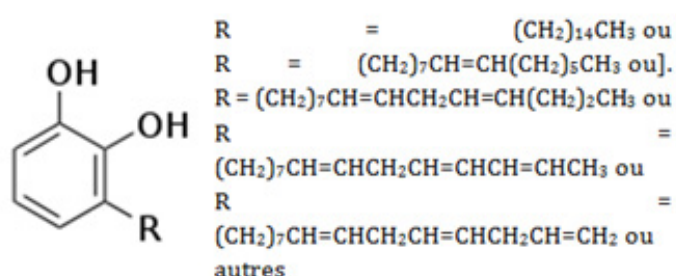 OH
OH
R
R = (CH₂)₁₄CH₃ ou
R = (CH₂)₇CH=CH(CH₂)₅CH₃ ou].
R = (CH₂)₇CH=CHCH₂CH=CH(CH₂)₂CH₃ ou
R =
(CH₂)₇CH=CHCH₂CH=CHCH=CHCH₃ ou
R =
(CH₂)₇CH=CHCH₂CH=CHCH₂CH=CH₂ ou
autres